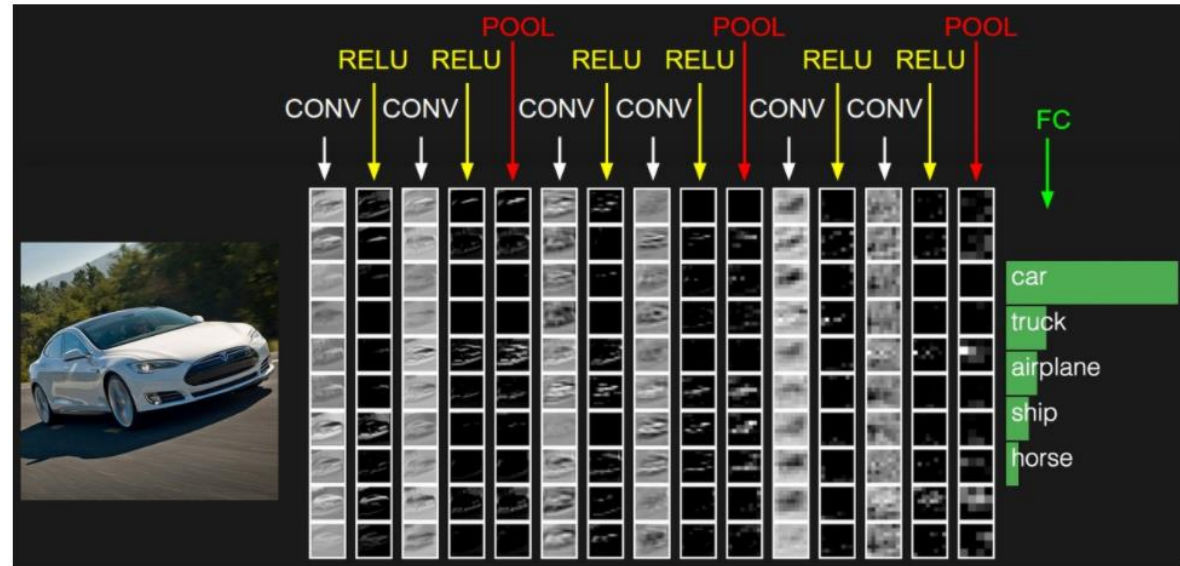 POOL POOL POOL
RELU RELU RELU RELU RELU RELU
CONV CONV CONV CONV CONV CONV
FC
car
truck
airplane
ship
horse